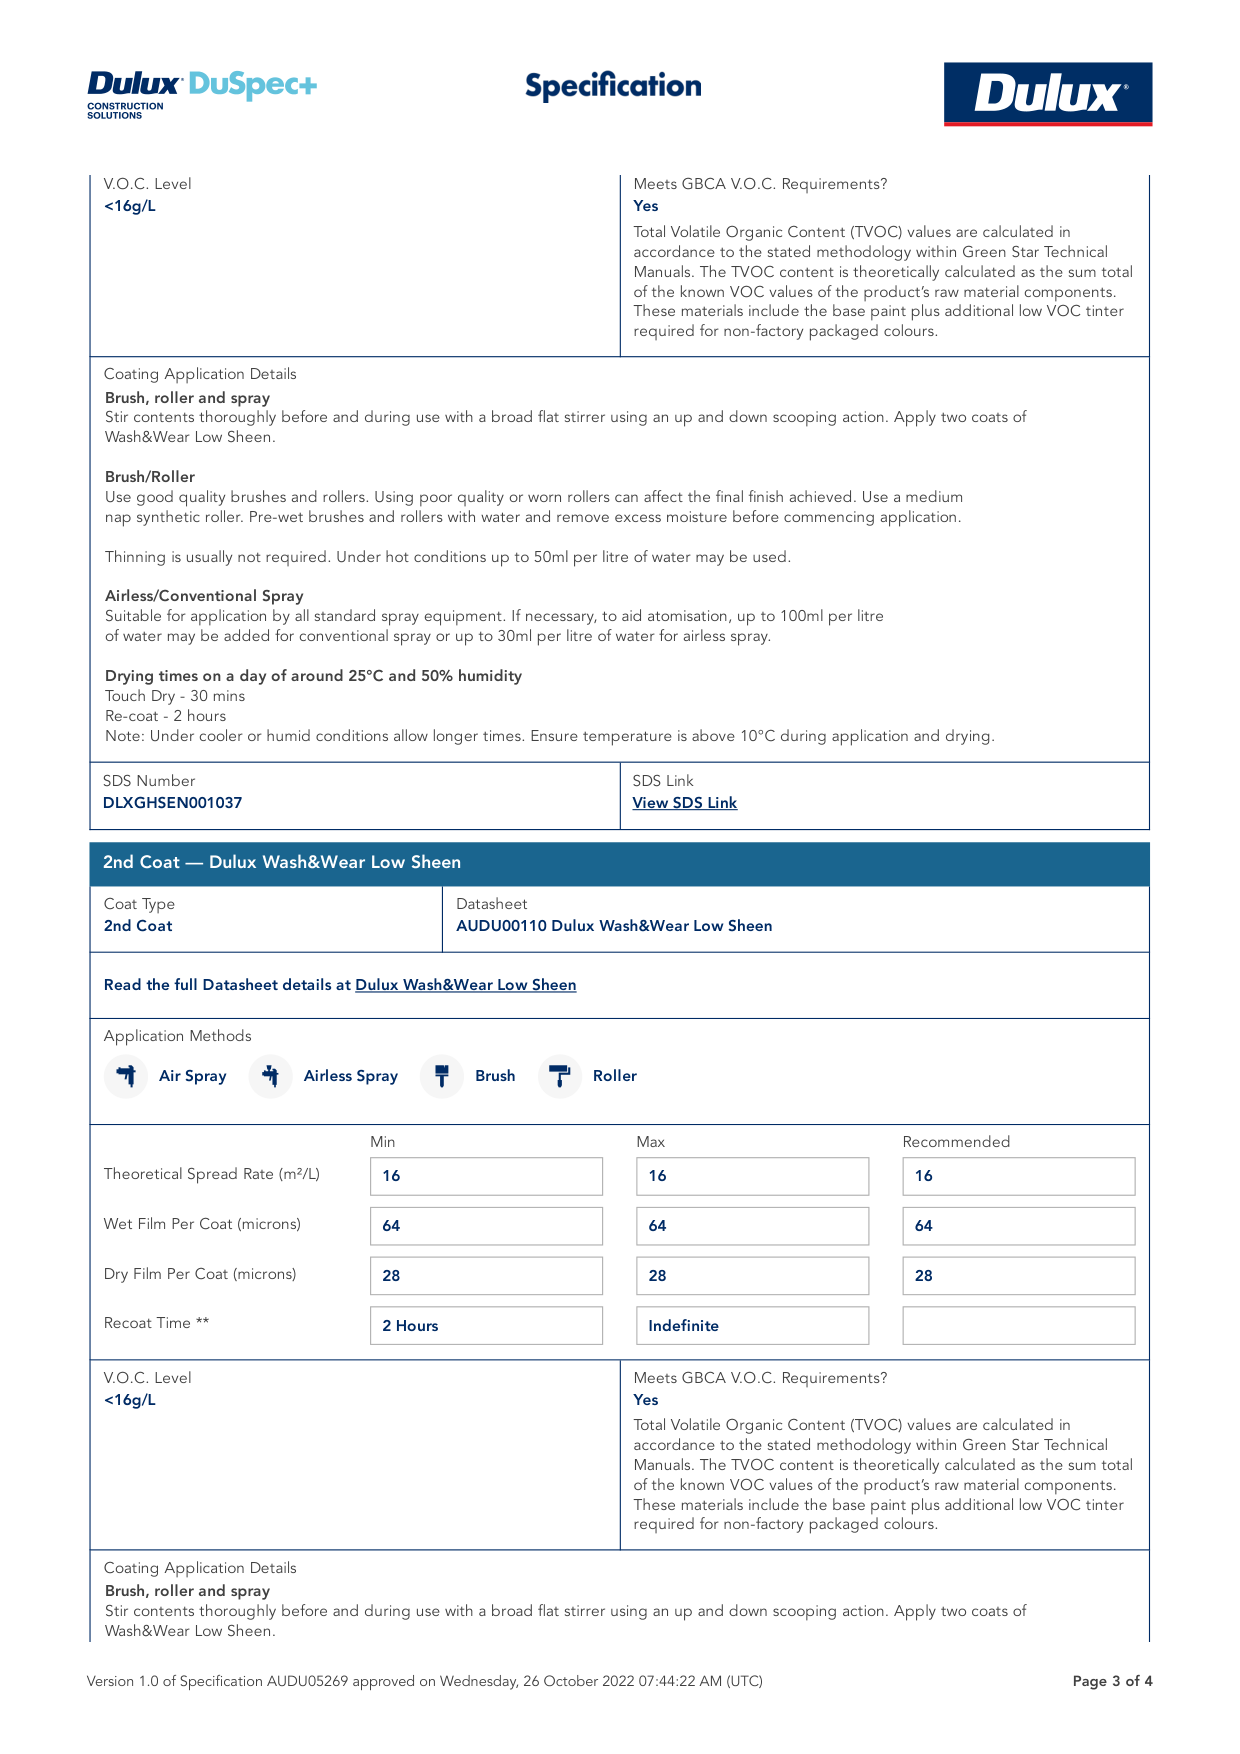 Dulux DuSpec+
CONSTRUCTION
SOLUTIONS
Specification
Dulux®
V.O.C. Level
<16g/L
Meets GBCA V.O.C. Requirements?
Yes
Total Volatile Organic Content (TVOC) values are calculated in
accordance to the stated methodology within Green Star Technical
Manuals. The TVOC content is theoretically calculated as the sum total
of the known VOC values of the product's raw material components.
These materials include the base paint plus additional low VOC tinter
required for non-factory packaged colours.
Coating Application Details
Brush, roller and spray
Stir contents thoroughly before and during use with a broad flat stirrer using an up and down scooping action. Apply two coats of
Wash&Wear Low Sheen.
Brush/Roller
Use good quality brushes and rollers. Using poor quality or worn rollers can affect the final finish achieved. Use a medium
nap synthetic roller. Pre-wet brushes and rollers with water and remove excess moisture before commencing application.
Thinning is usually not required. Under hot conditions up to 50ml per litre of water may be used.
Airless/Conventional Spray
Suitable for application by all standard spray equipment. If necessary, to aid atomisation, up to 100ml per litre
of water may be added for conventional spray or up to 30ml per litre of water for airless spray.
Drying times on a day of around 25°C and 50% humidity
Touch Dry - 30 mins
Re-coat - 2 hours
Note: Under cooler or humid conditions allow longer times. Ensure temperature is above 10°C during application and drying.
SDS Number
DLXGHSEN001037
SDS Link
View SDS Link
2nd Coat — Dulux Wash&Wear Low Sheen
Coat Type
2nd Coat
Datasheet
AUDU00110 Dulux Wash&Wear Low Sheen
Read the full Datasheet details at Dulux Wash&Wear Low Sheen
Application Methods
Air Spray Airless Spray Brush Roller
Min Max Recommended
Theoretical Spread Rate (m²/L) 16 16 16
Wet Film Per Coat (microns) 64 64 64
Dry Film Per Coat (microns) 28 28 28
Recoat Time ** 2 Hours Indefinite
V.O.C. Level
<16g/L
Meets GBCA V.O.C. Requirements?
Yes
Total Volatile Organic Content (TVOC) values are calculated in
accordance to the stated methodology within Green Star Technical
Manuals. The TVOC content is theoretically calculated as the sum total
of the known VOC values of the product's raw material components.
These materials include the base paint plus additional low VOC tinter
required for non-factory packaged colours.
Coating Application Details
Brush, roller and spray
Stir contents thoroughly before and during use with a broad flat stirrer using an up and down scooping action. Apply two coats of
Wash&Wear Low Sheen.
Version 1.0 of Specification AUDU05269 approved on Wednesday, 26 October 2022 07:44:22 AM (UTC)
Page 3 of 4